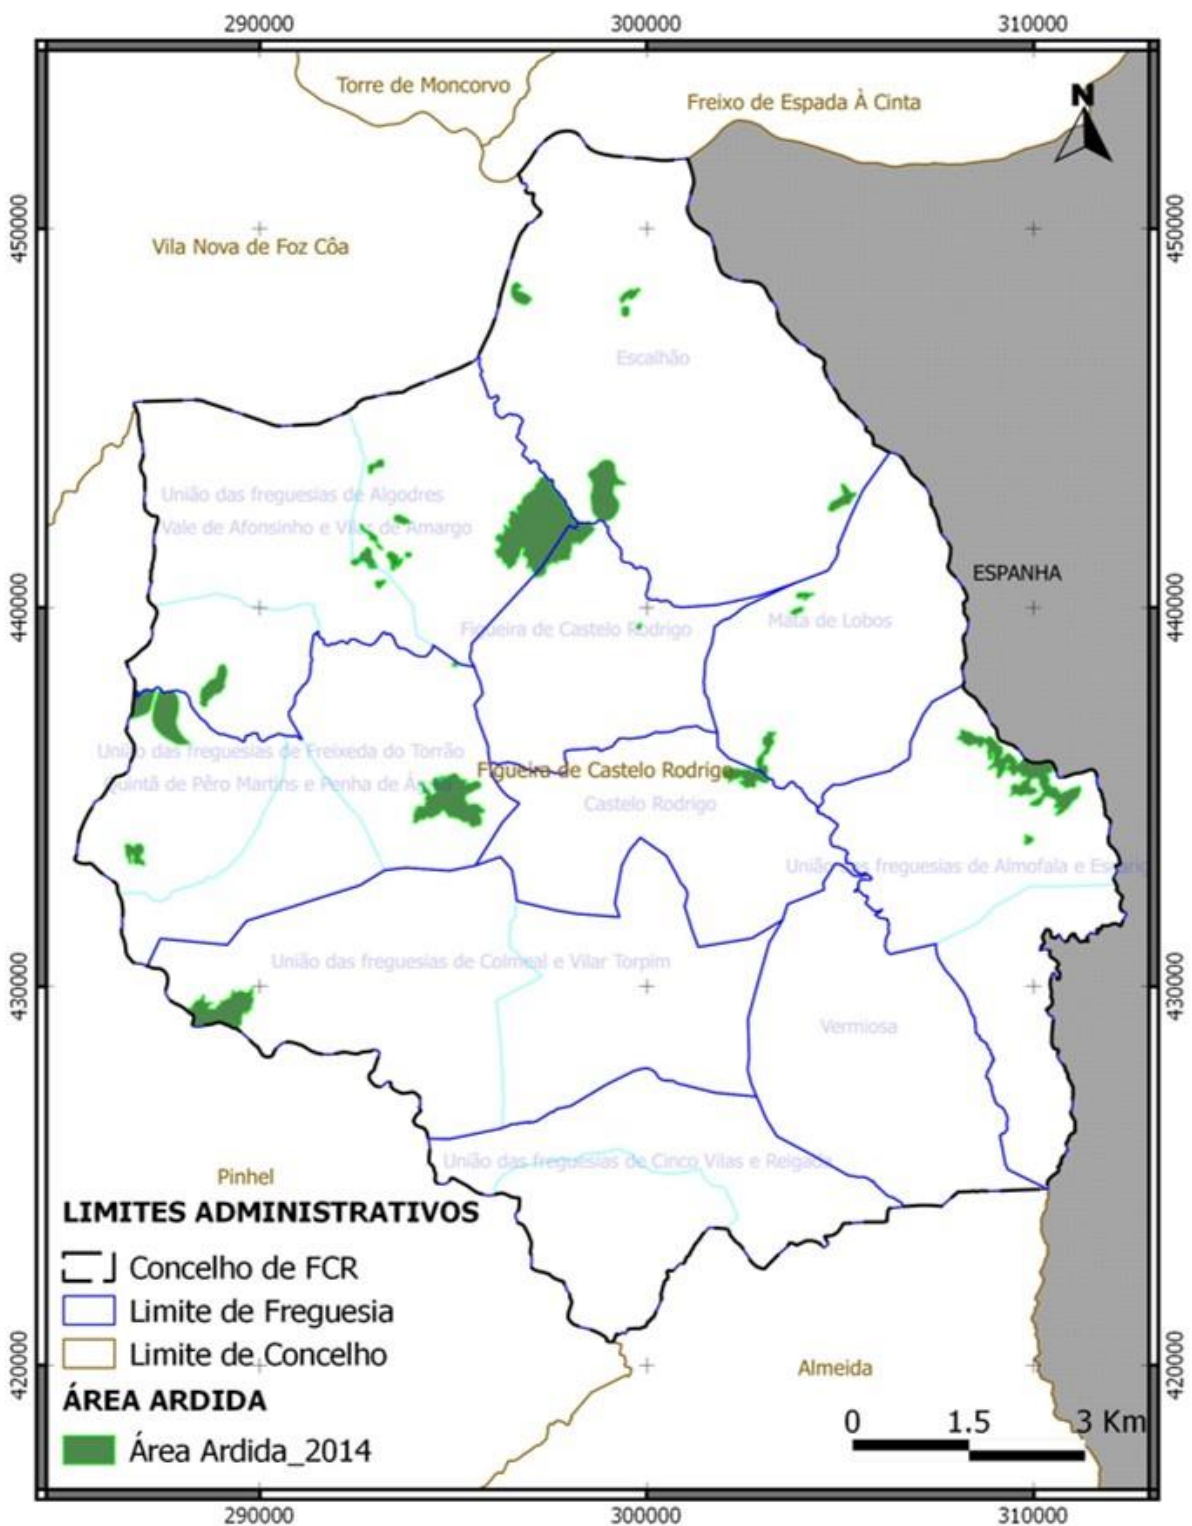 290000 300000 310000
Torre de Moncorvo
Freixo de Espada À Cinta
N
450000 450000
Vila Nova de Foz Côa
Escalhão
União das freguesias de Algodres
Vale de Afonsinho e Vilar de Amargo
ESPANHA
440000 440000
Mata de Lobos
Figueira de Castelo Rodrigo
União das freguesias de Freixeda do Torrão
Quintã de Pêro Martins e Penha de
Figueira de Castelo Rodrigo
Castelo Rodrigo
União das freguesias de Almofala e
União das freguesias de Colmeal e Vilar Torpim
430000 430000
Vermiosa
União das freguesias de Cinco Vilas e Reigada
Pinhel
LIMITES ADMINISTRATIVOS
Concelho de FCR
Limite de Freguesia
Limite de Concelho
420000 420000
Almeida
ÁREA ARDIDA
Área Ardida_2014
0 1.5 3 Km
290000 300000 310000